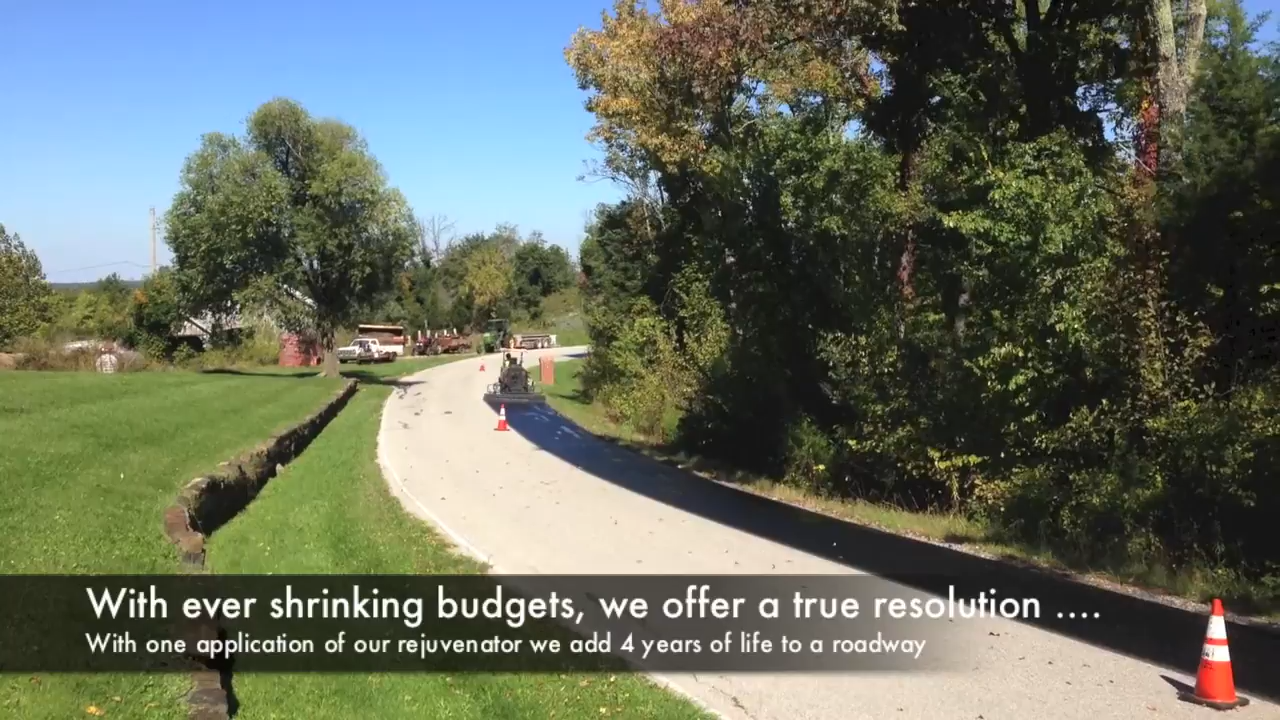 With ever shrinking budgets, we offer a true resolution ....
With one application of our rejuvenator we add 4 years of life to a roadway